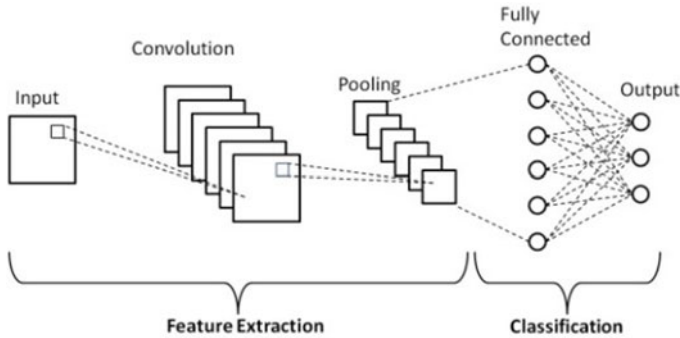 Input
Convolution
Pooling
Fully
Connected
Output
Feature Extraction
Classification